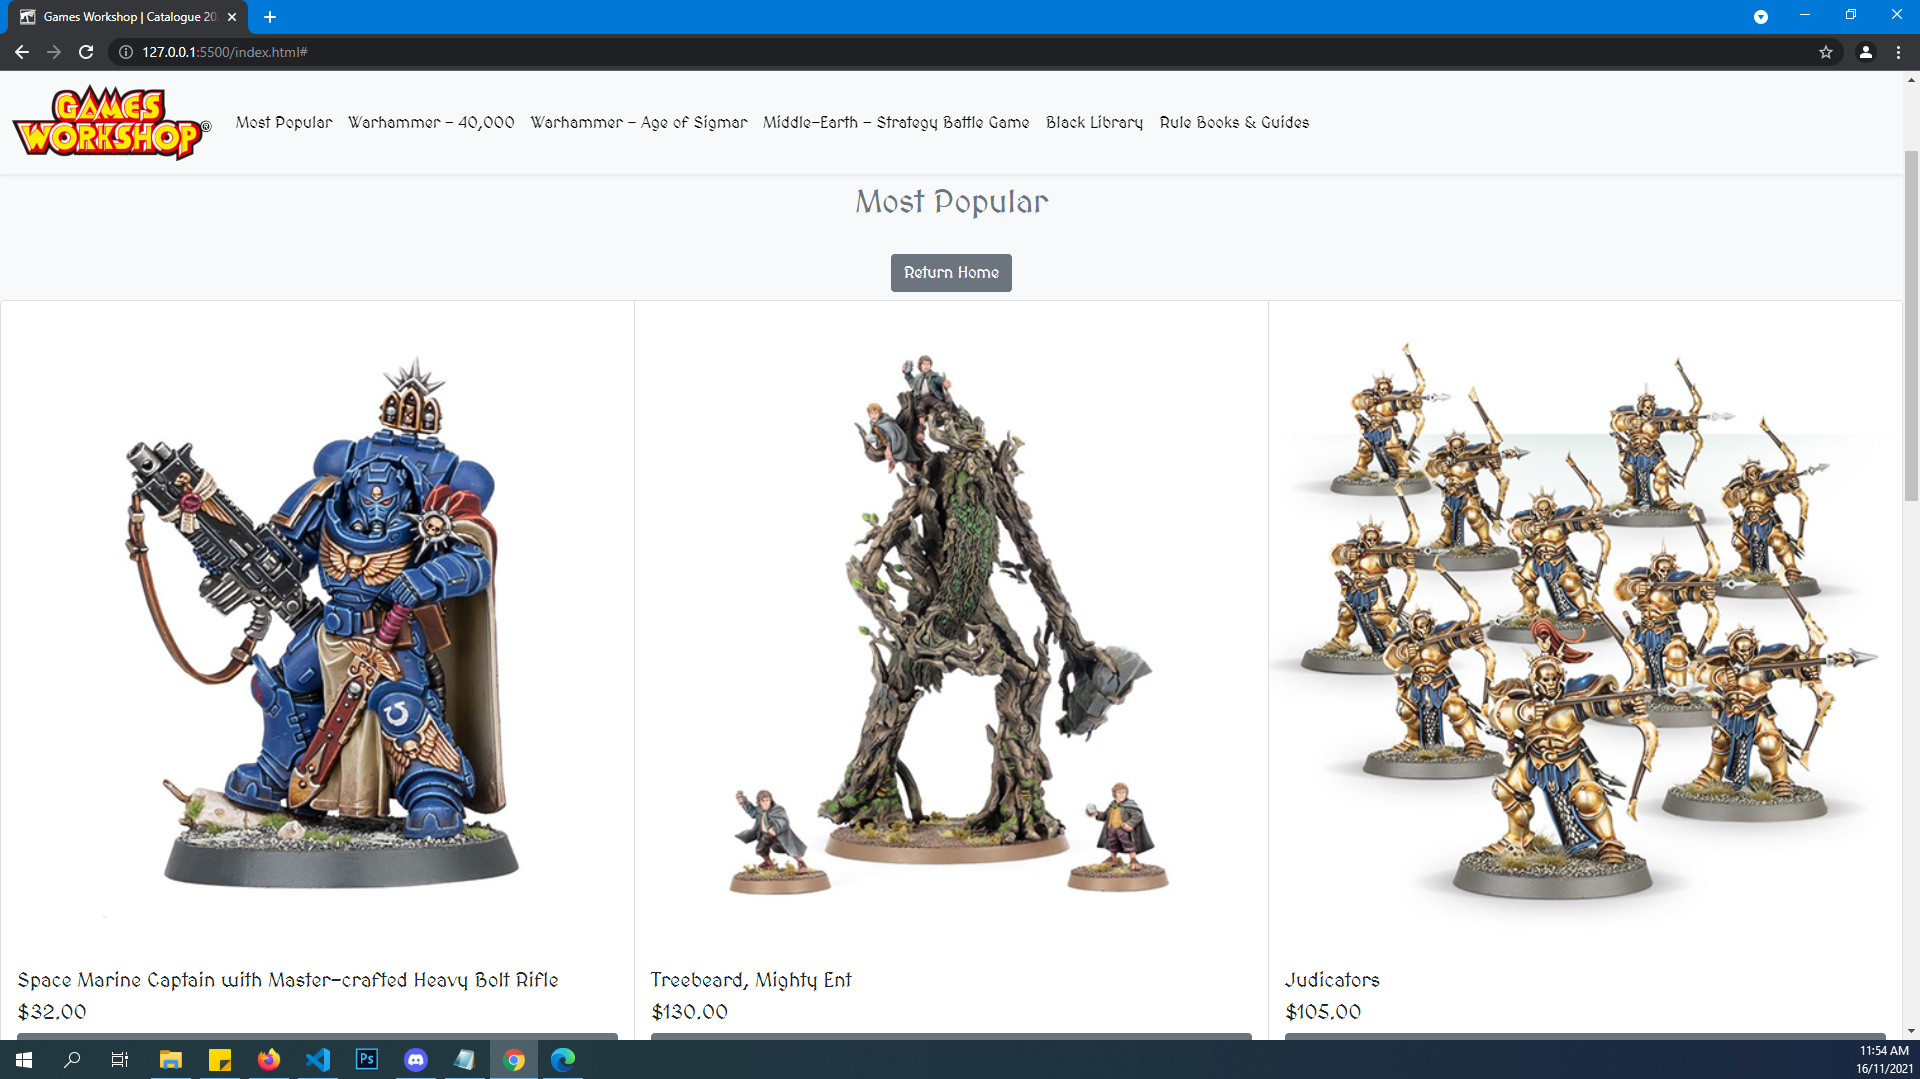 Games Workshop | Catalogue 20
127.0.0.1:5500/index.html#
GAMES
WORKSHOP®
Most Popular Warhammer - 40,000 Warhammer - Age of Sigmar Middle-Earth - Strategy Battle Game Black Library Rule Books & Guides
Most Popular
Return Home
Space Marine Captain with Master-crafted Heavy Bolt Rifle
$32.00
Treebeard, Mighty Ent
$130.00
Judicators
$105.00
Ps
11:54 AM
16/11/2021